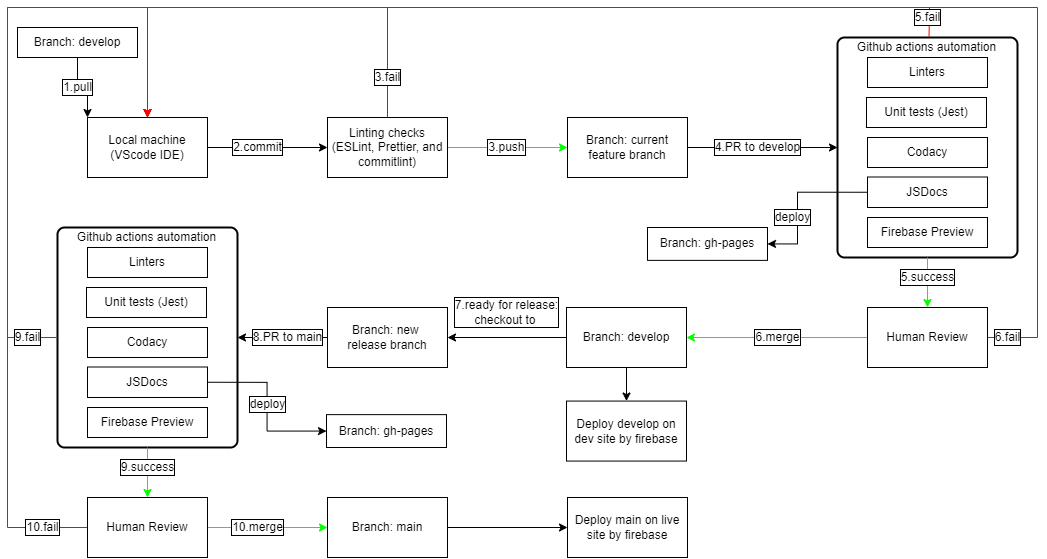 5.fail
Branch: develop
Github actions automation
1.pull
3.fail
Linters
Unit tests (Jest)
Codacy
JSDocs
Firebase Preview
Local machine
(VScode IDE)
2.commit
Linting checks
(ESLint, Prettier, and
commitlint)
3.push
Branch: current
feature branch
4.PR to develop
deploy
Branch: gh-pages
5.success
Github actions automation
Linters
Unit tests (Jest)
Codacy
JSDocs
Firebase Preview
9.fail
8.PR to main
Branch: new
release branch
7.ready for release:
checkout to
Branch: develop
6.merge
Human Review
6.fail
deploy
Branch: gh-pages
Deploy develop on
dev site by firebase
9.success
10.fail
Human Review
10.merge
Branch: main
Deploy main on live
site by firebase